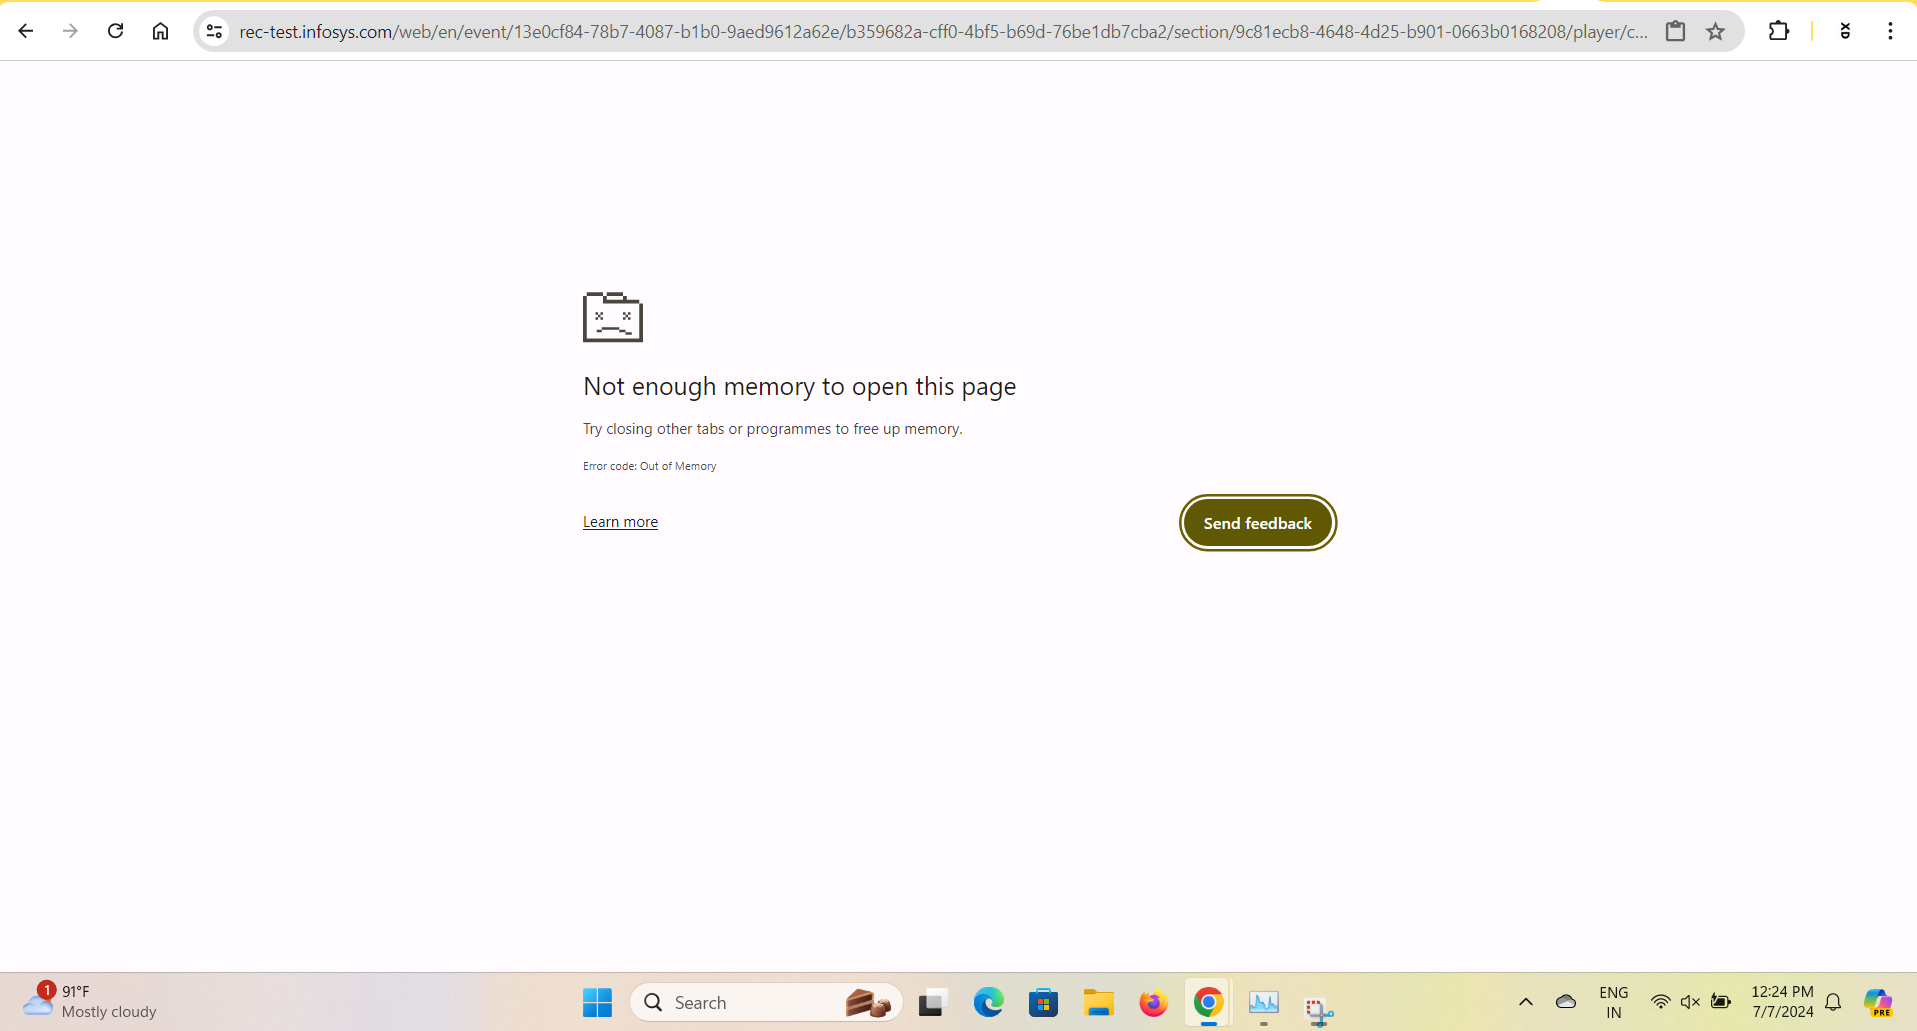 rec-test.infosys.com/web/en/event/13e0cf84-78b7-4087-b1b0-9aed9612a62e/b359682a-cff0-4bf5-b69d-76be1db7cba2/section/9c81ecb8-4648-4d25-b901-0663b0168208/player/c...
Not enough memory to open this page
Try closing other tabs or programmes to free up memory.
Error code: Out of Memory
Learn more
Send feedback
1
91°F
Mostly cloudy
Search
ENG
IN
12:24 PM
7/7/2024
PRE